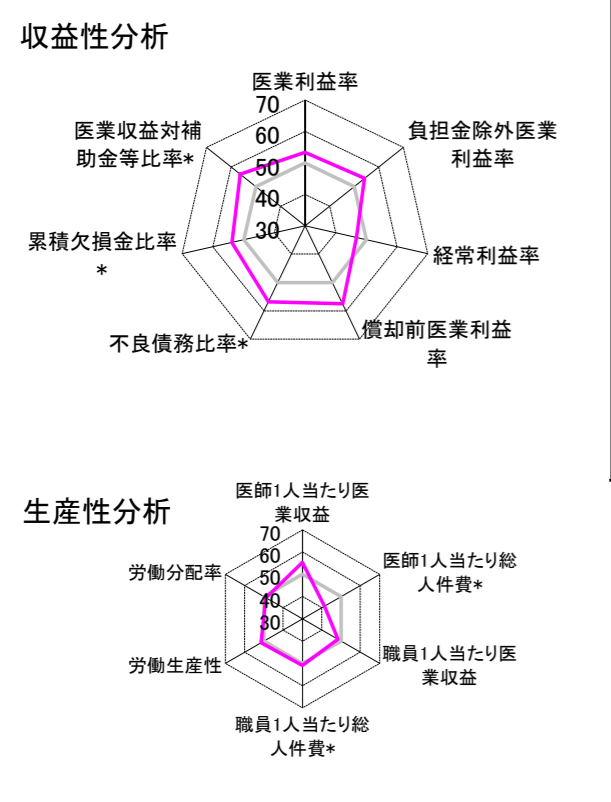 収益性分析
医業利益率
70
60
50
40
30
負担金除外医業
利益率
経常利益率
償却前医業利益
率
不良債務比率*
累積欠損金比率
*
医業収益対補
助金等比率*
生産性分析
医師1人当たり医
業収益
70
60
50
40
30
医師1人当たり総
人件費*
職員1人当たり医
業収益
職員1人当たり総
人件費*
労働生産性
労働分配率